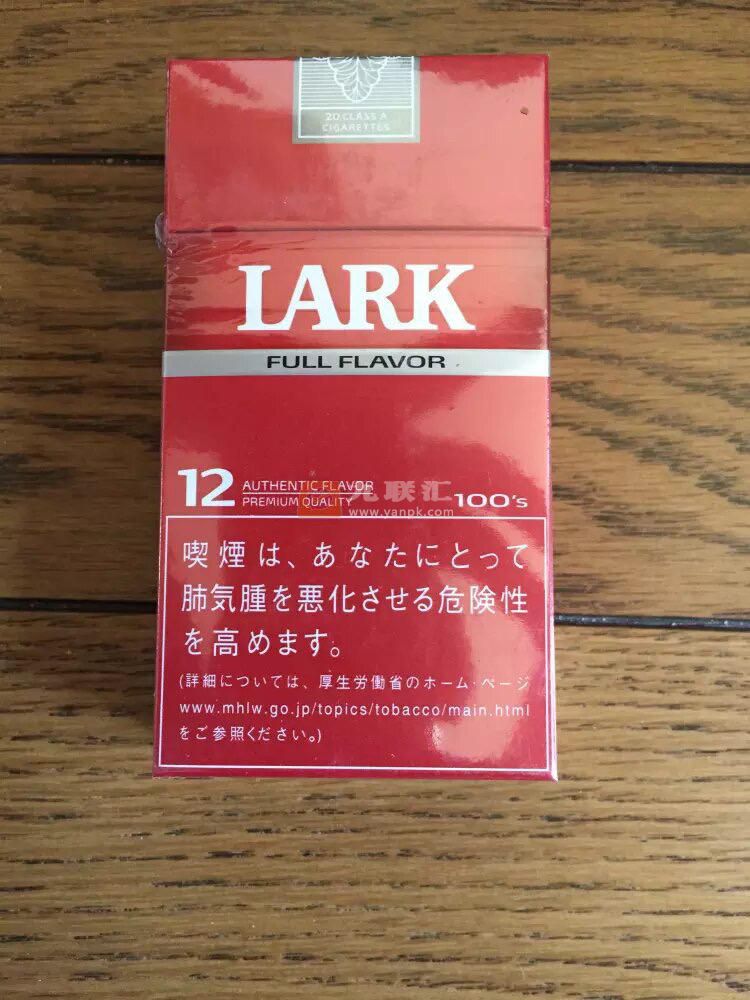 20 CLASS A
CIGARETTES
LARK
FULL FLAVOR
12 AUTHENTIC FLAVOR
PREMIUM QUALITY
100's
联汇
www.yanpk.com
喫煙は、あなたにとって
肺気腫を悪化させる危険性
を高めます。
(詳細については、厚生労働省のホーム・ページ
www.mhlw.go.jp/topics/tobacco/main.html
をご参照ください。)